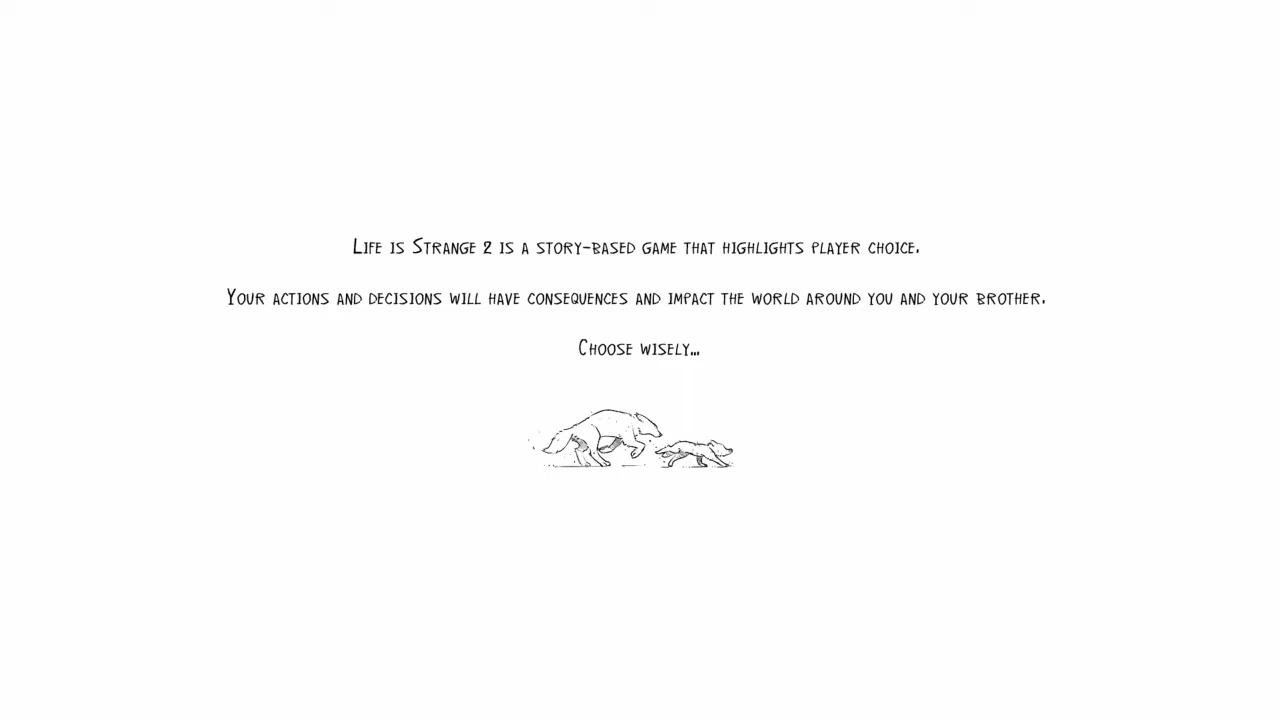 Life is Strange 2 is a story-based game that highlights player choice.
Your actions and decisions will have consequences and impact the world around you and your brother.
Choose wisely...